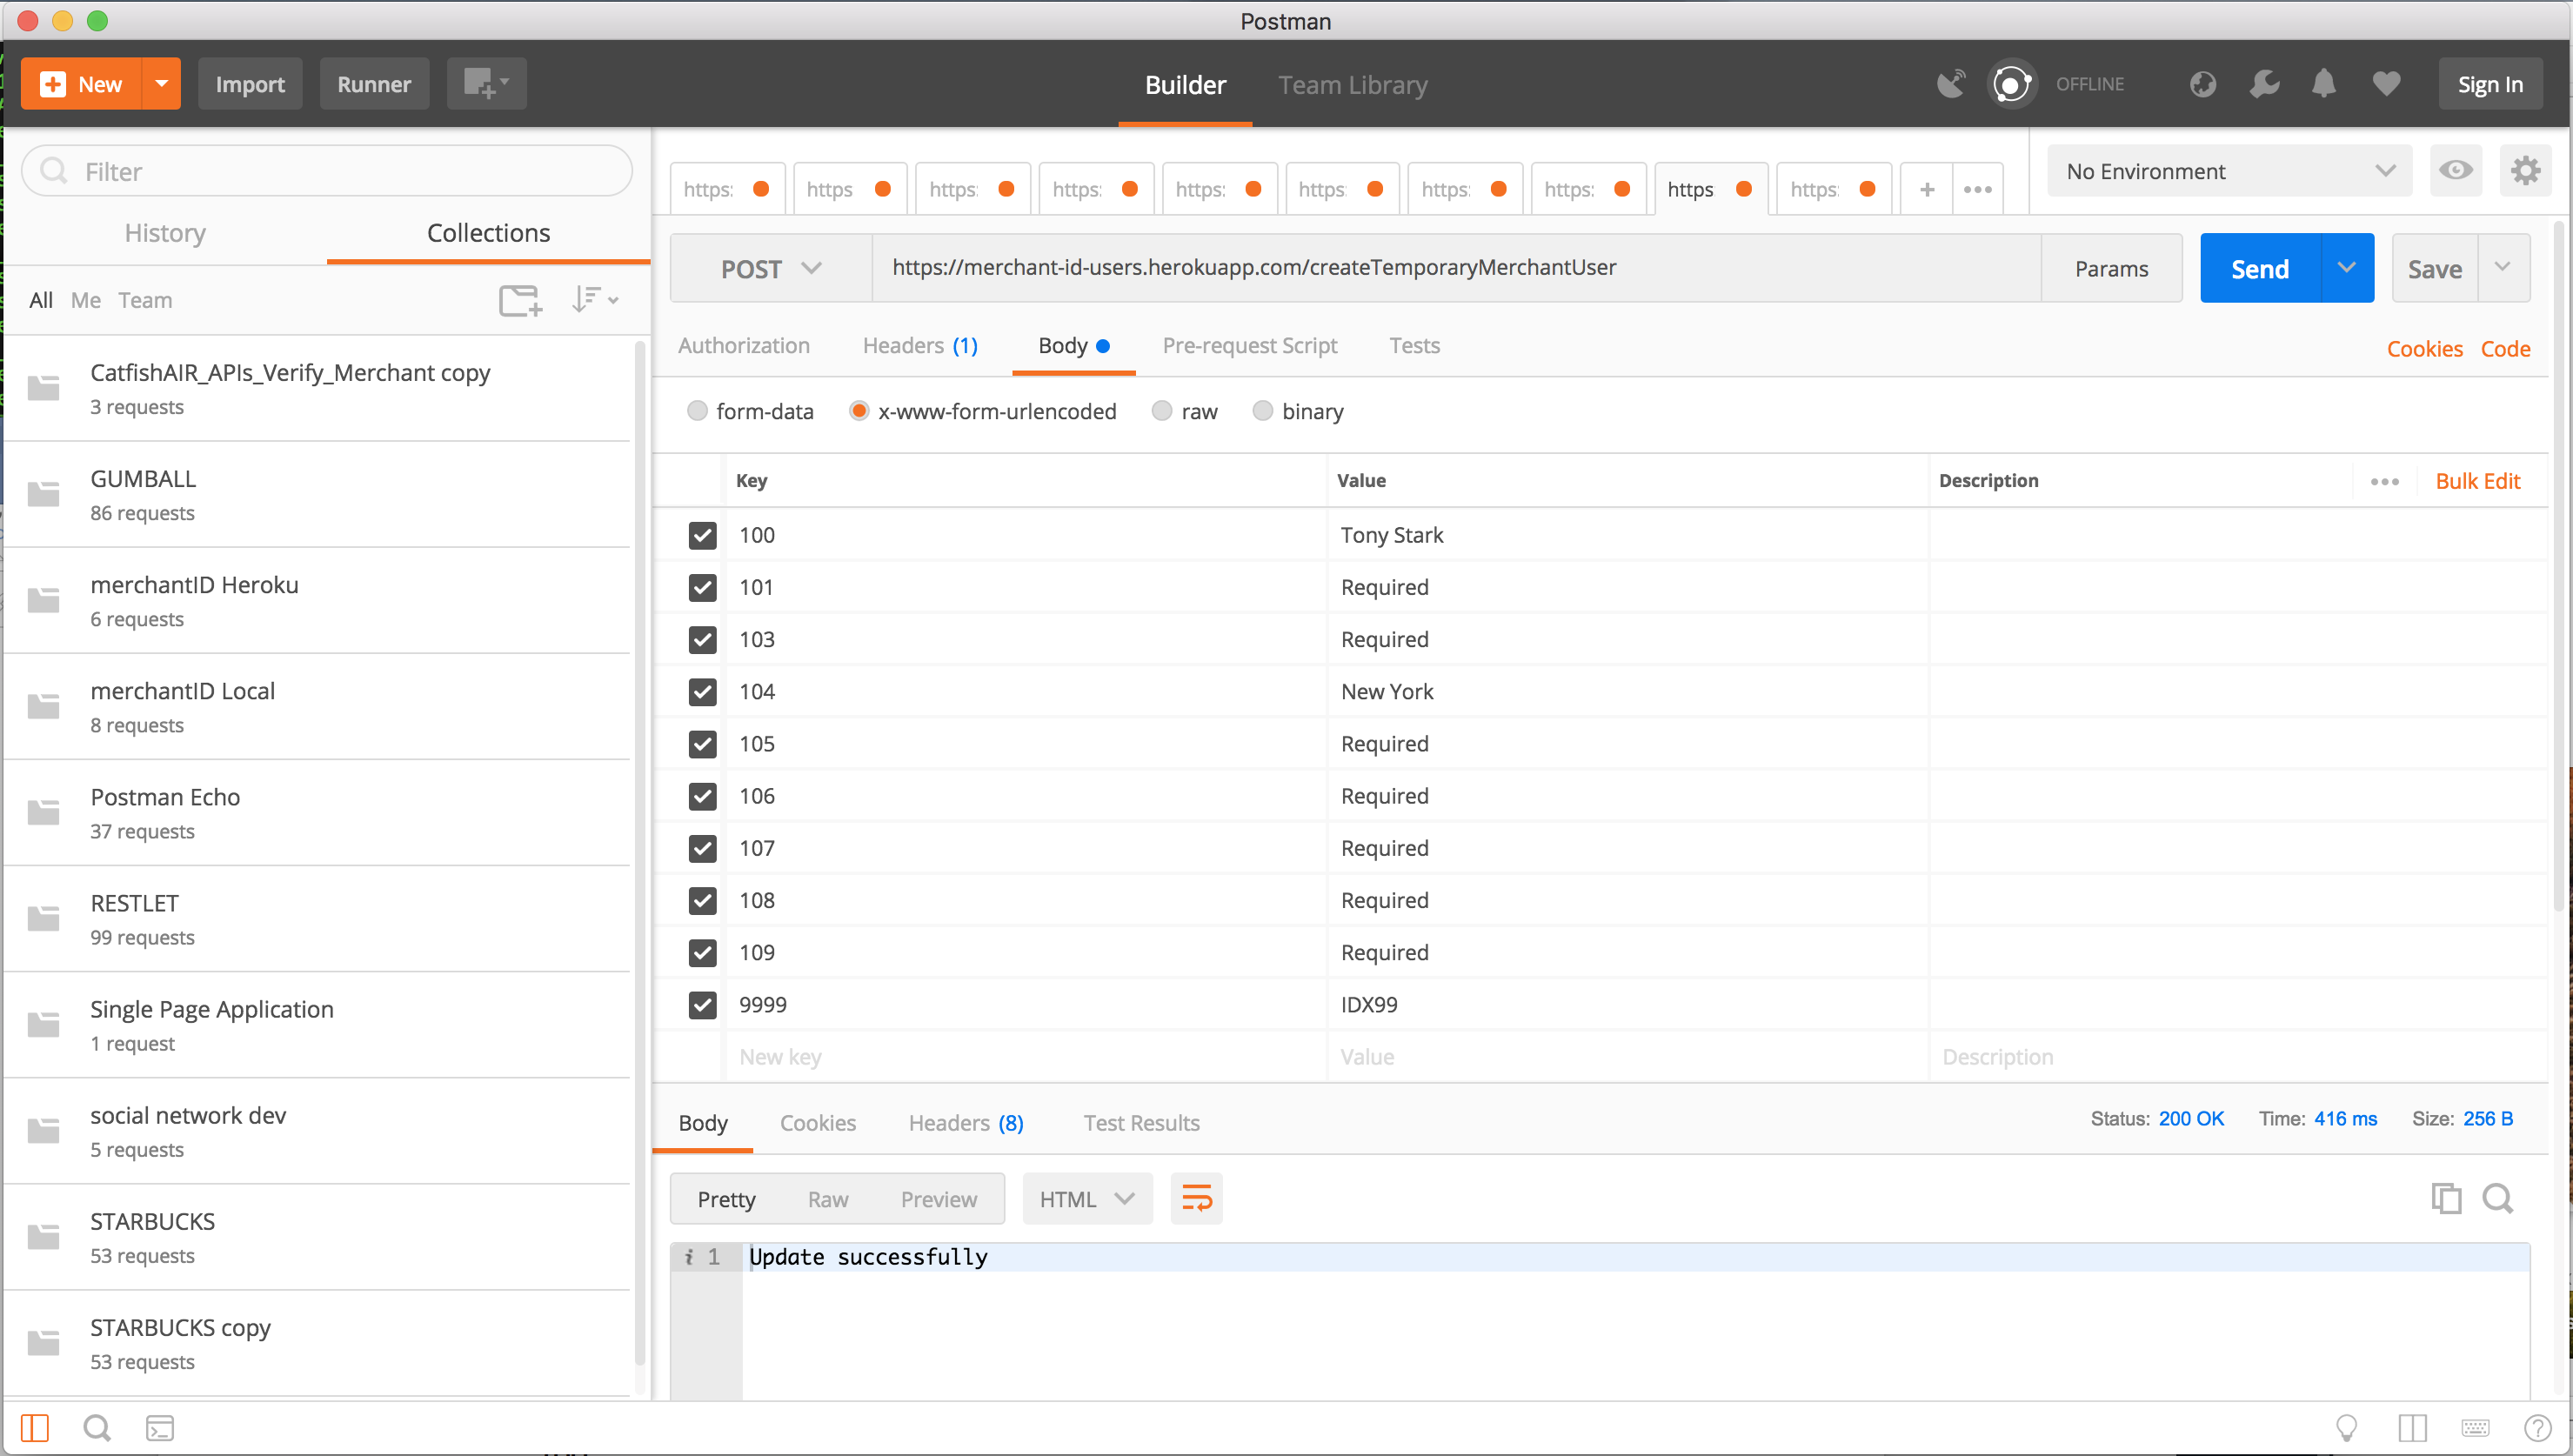 Postman
New Import Runner Builder Team Library OFFLINE Sign In
Filter
History Collections
All Me Team
CatfishAIR_APIs_Verify_Merchant copy
3 requests
GUMBALL
86 requests
merchantID Heroku
6 requests
merchantID Local
8 requests
Postman Echo
37 requests
RESTLET
99 requests
Single Page Application
1 request
social network dev
5 requests
STARBUCKS
53 requests
STARBUCKS copy
53 requests
https: https https: https: https: https: https: https: https https: + No Environment
POST https://merchant-id-users.herokuapp.com/createTemporaryMerchantUser Params Send Save
Authorization Headers (1) Body Pre-request Script Tests Cookies Code
form-data x-www-form-urlencoded raw binary
Key Value Description Bulk Edit
100 Tony Stark
101 Required
103 Required
104 New York
105 Required
106 Required
107 Required
108 Required
109 Required
9999 IDX99
New key Value Description
Body Cookies Headers (8) Test Results Status: 200 OK Time: 416 ms Size: 256 B
Pretty Raw Preview HTML
i 1 Update successfully